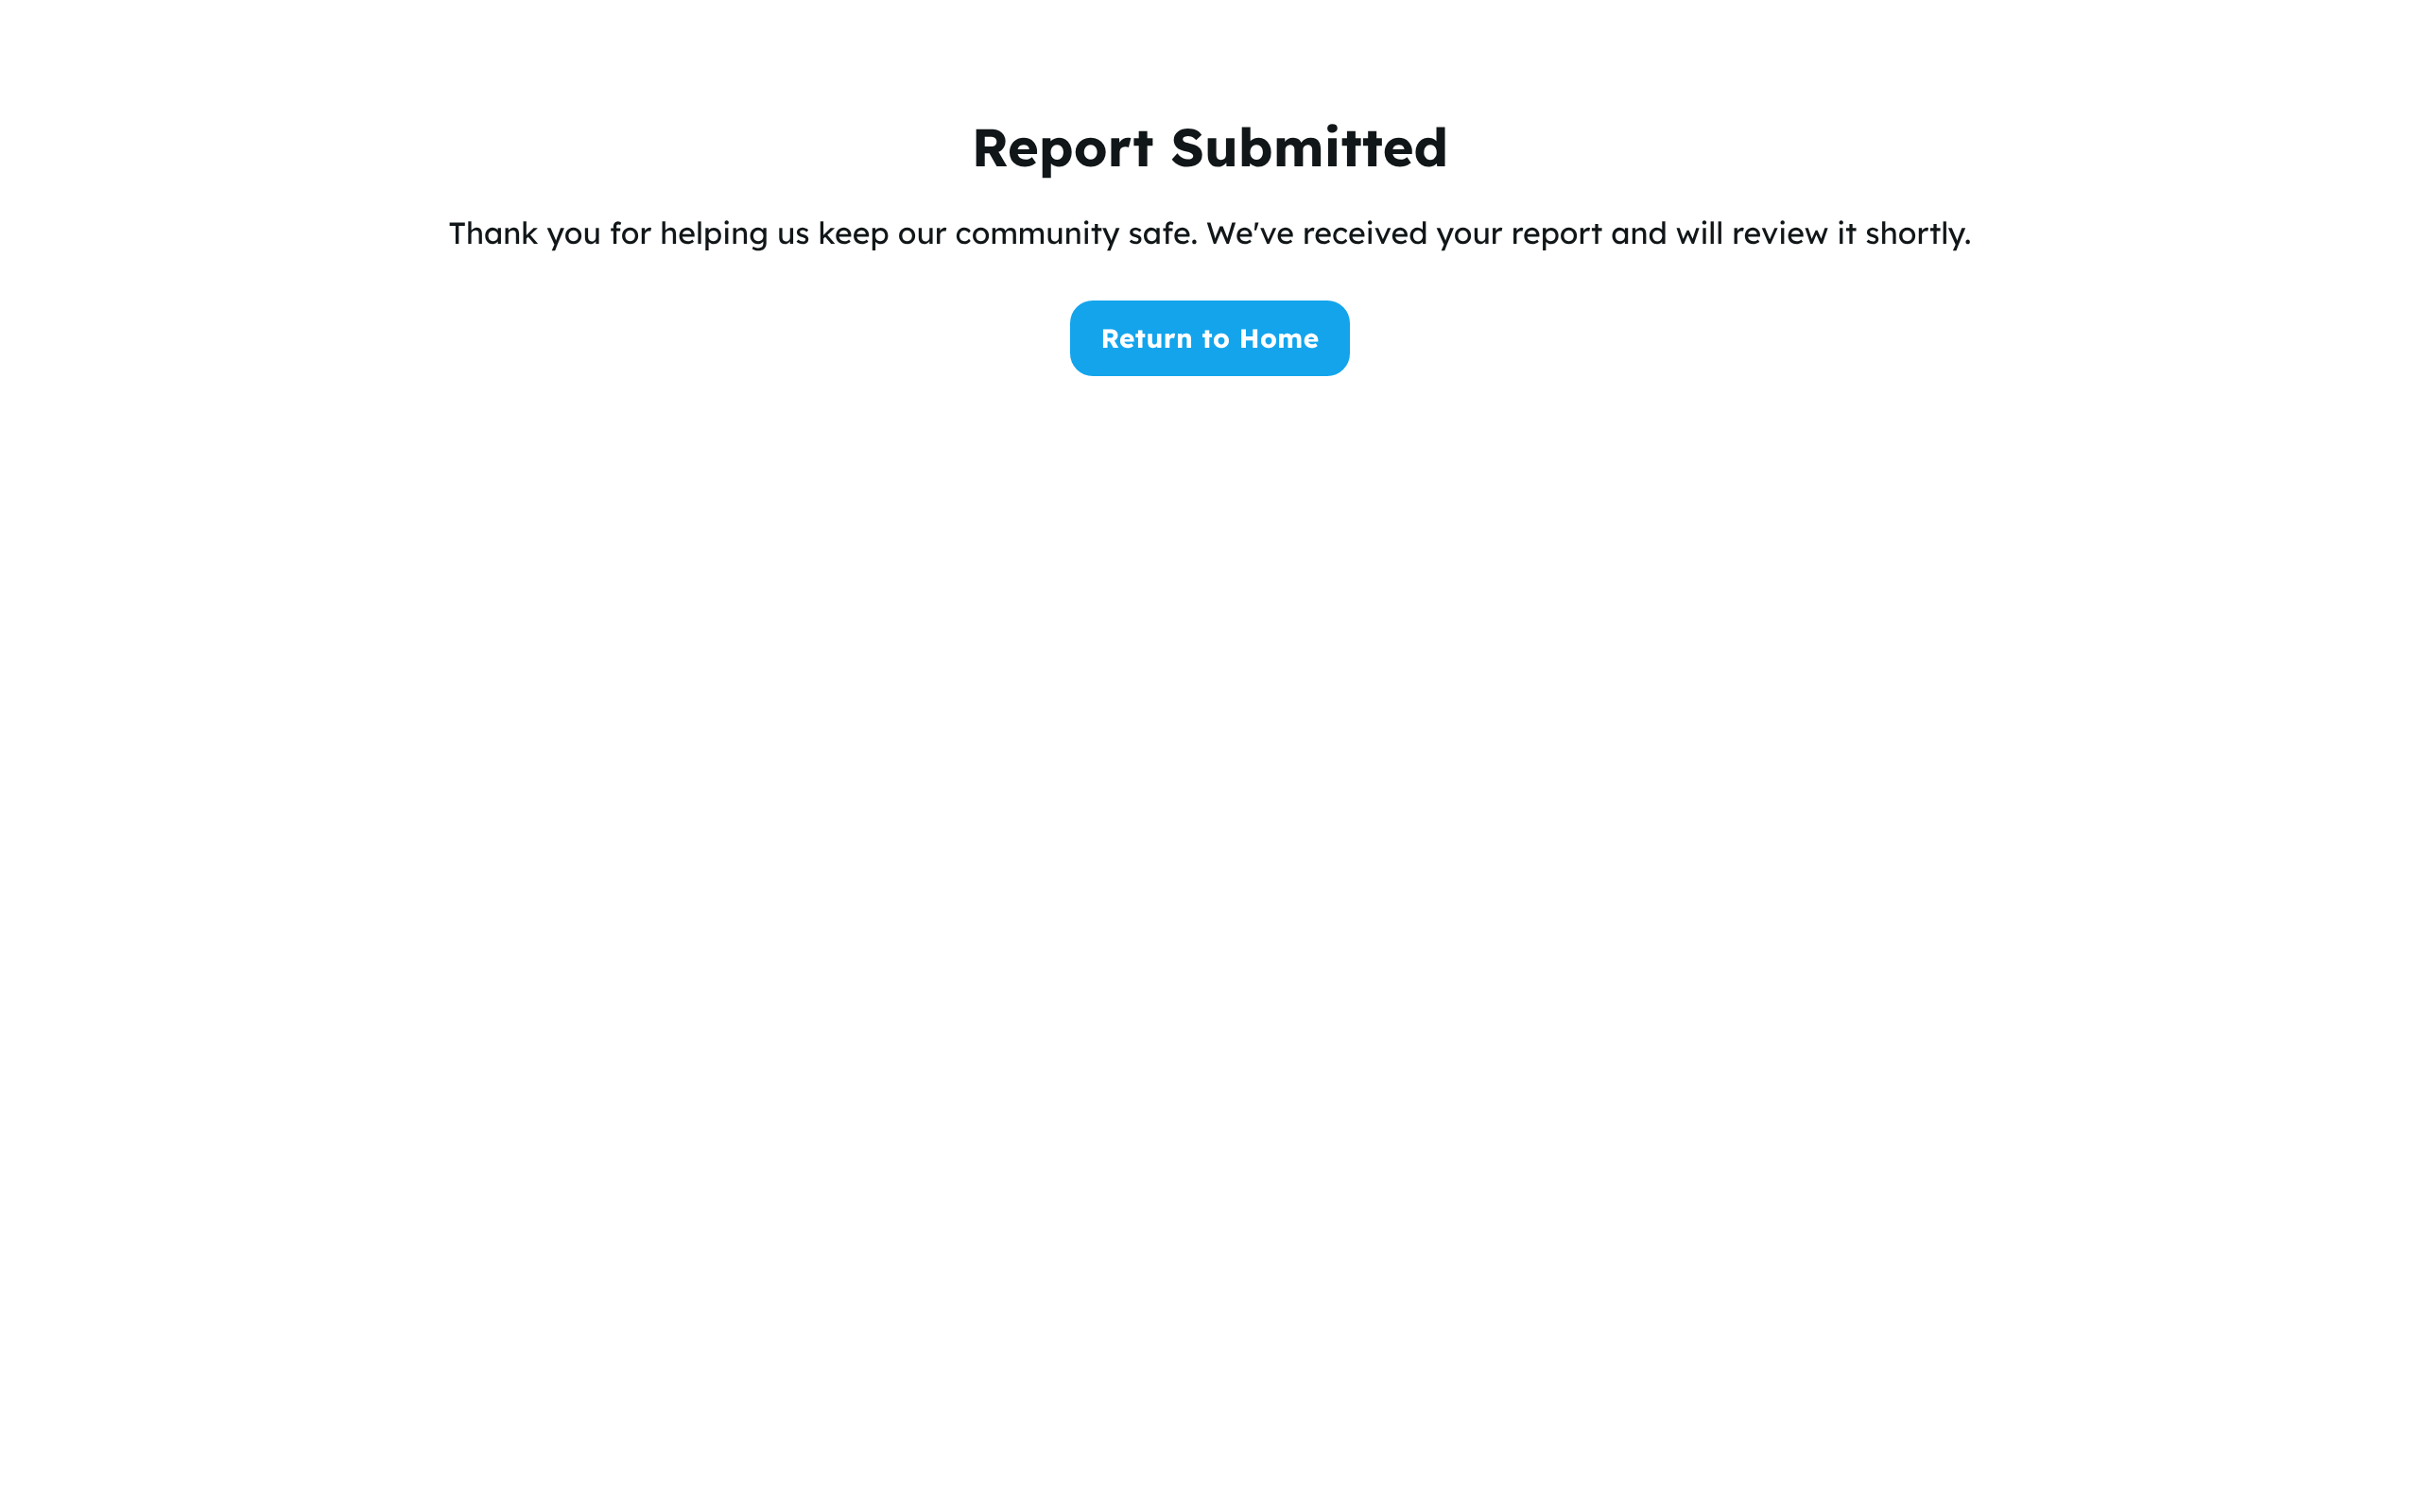 Report Submitted
Thank you for helping us keep our community safe. We've received your report and will review it shortly.
Return to Home